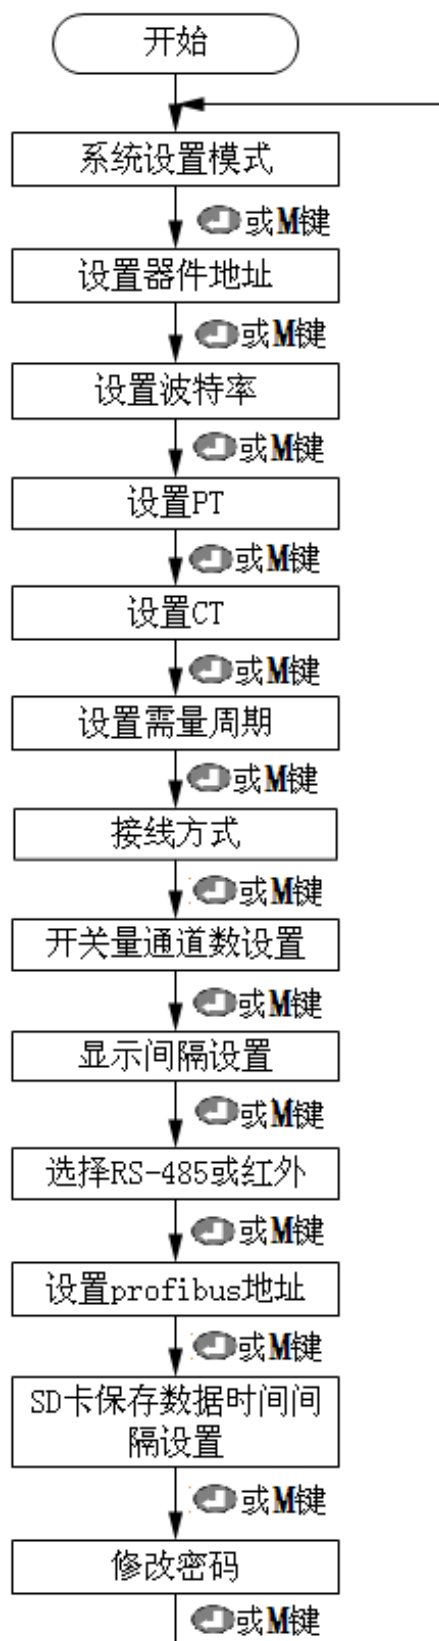 开始
系统设置模式
或M键
设置器件地址
或M键
设置波特率
或M键
设置PT
或M键
设置CT
或M键
设置需量周期
或M键
接线方式
或M键
开关量通道数设置
或M键
显示间隔设置
或M键
选择RS-485或红外
或M键
设置profibus地址
或M键
SD卡保存数据时间间
隔设置
或M键
修改密码
或M键